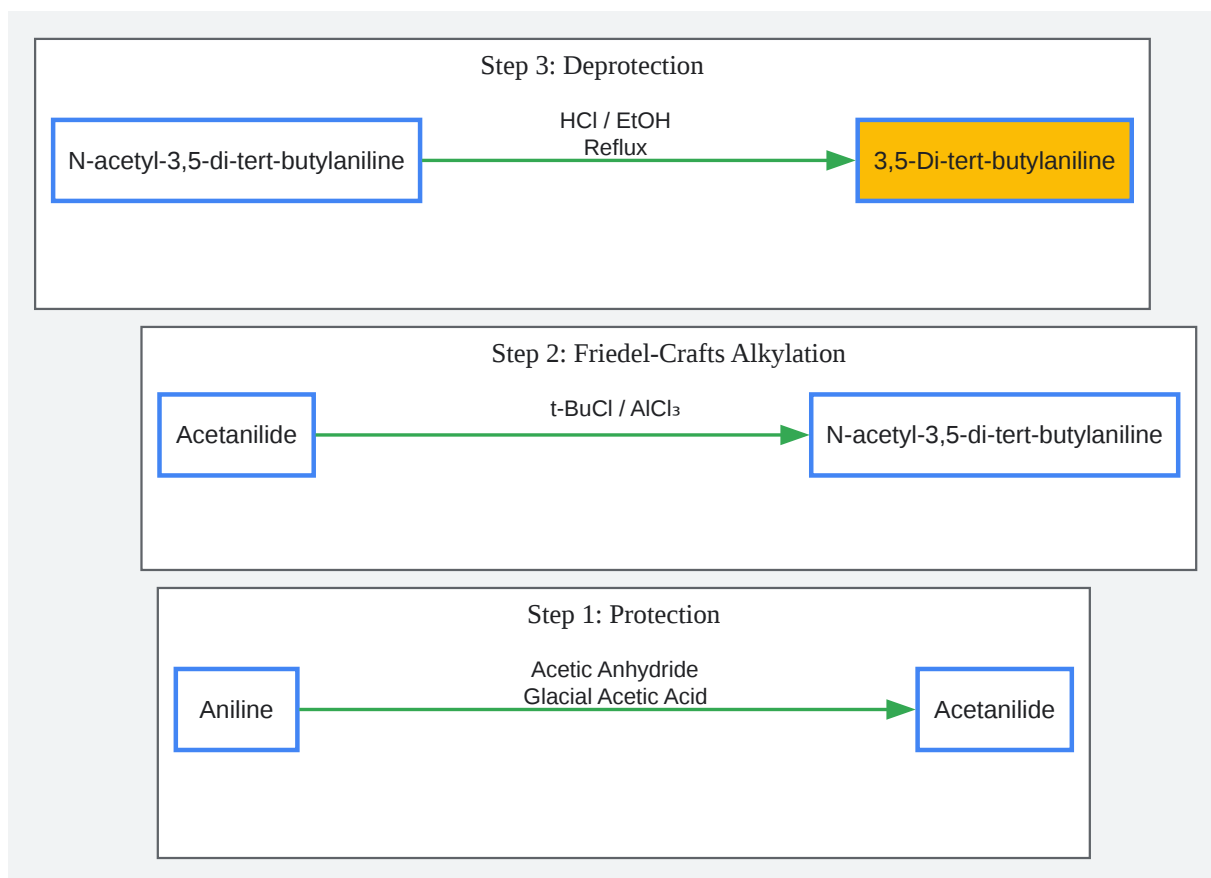 Step 3: Deprotection
HCl / EtOH
Reflux
N-acetyl-3,5-di-tert-butylaniline
3,5-Di-tert-butylaniline
Step 2: Friedel-Crafts Alkylation
t-BuCl / AlCl₃
Acetanilide
N-acetyl-3,5-di-tert-butylaniline
Step 1: Protection
Acetic Anhydride
Glacial Acetic Acid
Aniline
Acetanilide